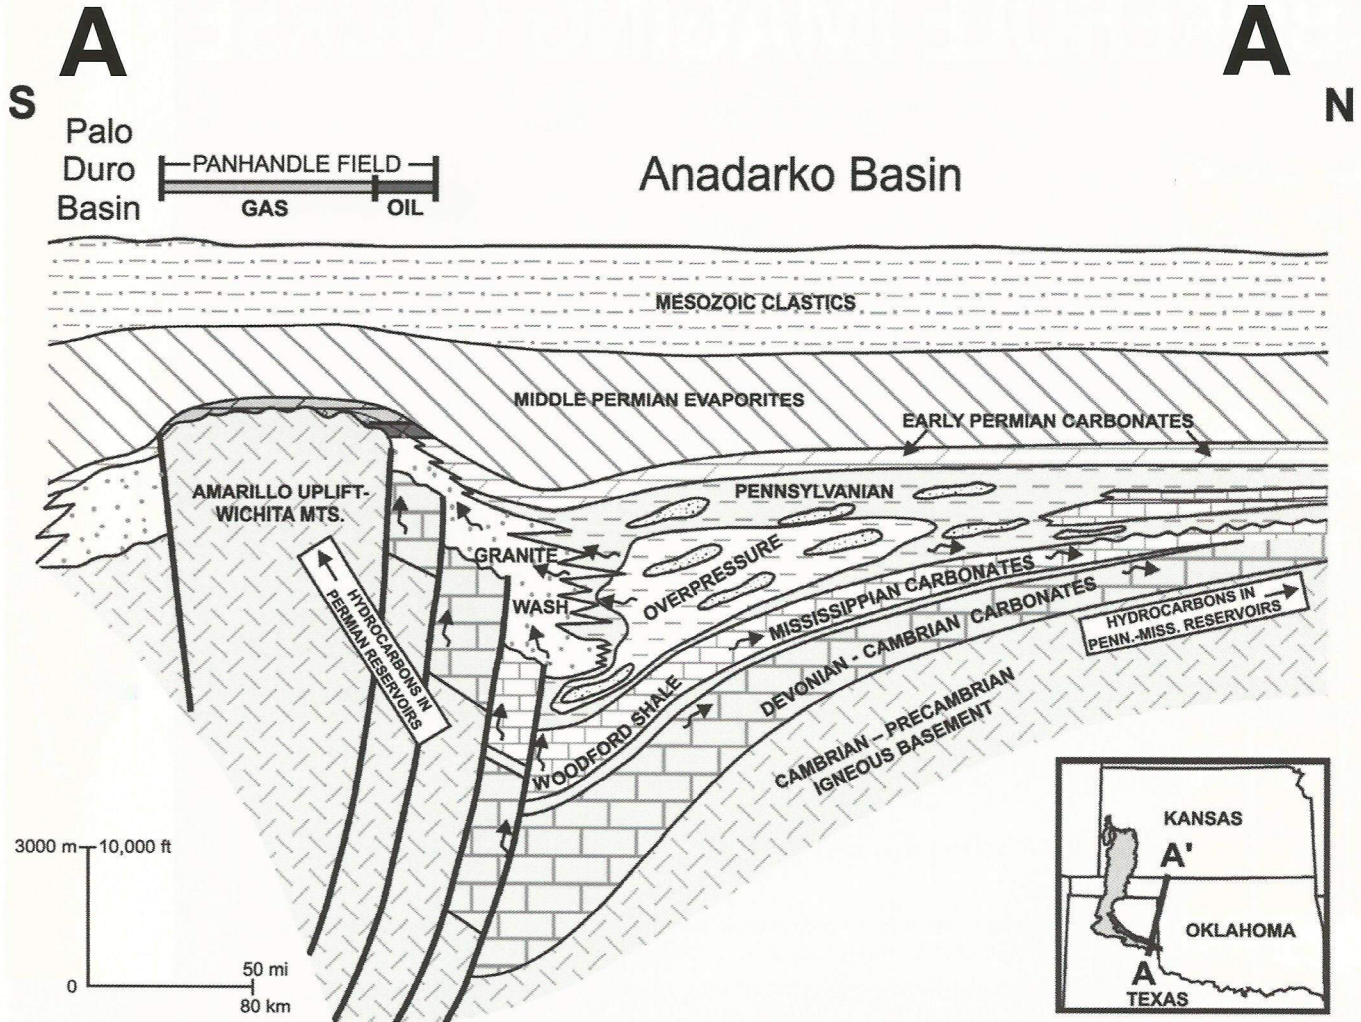 A
A
S
N
Palo
Duro
Basin
PANHANDLE FIELD
GAS
OIL
Anadarko Basin
MESOZOIC CLASTICS
MIDDLE PERMIAN EVAPORITES
EARLY PERMIAN CARBONATES
PENNSYLVANIAN
AMARILLO UPLIFT-
WICHITA MTS.
GRANITE
WASH
OVERPRESSURE
MISSISSIPPIAN CARBONATES
DEVONIAN - CAMBRIAN CARBONATES
WOODFORD SHALE
HYDROCARBONS IN
PERMIAN RESERVOIRS
HYDROCARBONS IN
PENN.-MISS. RESERVOIRS
CAMBRIAN – PRECAMBRIAN
IGNEOUS BASEMENT
3000 m
10,000 ft
0
50 mi
80 km
KANSAS
A'
OKLAHOMA
A
TEXAS